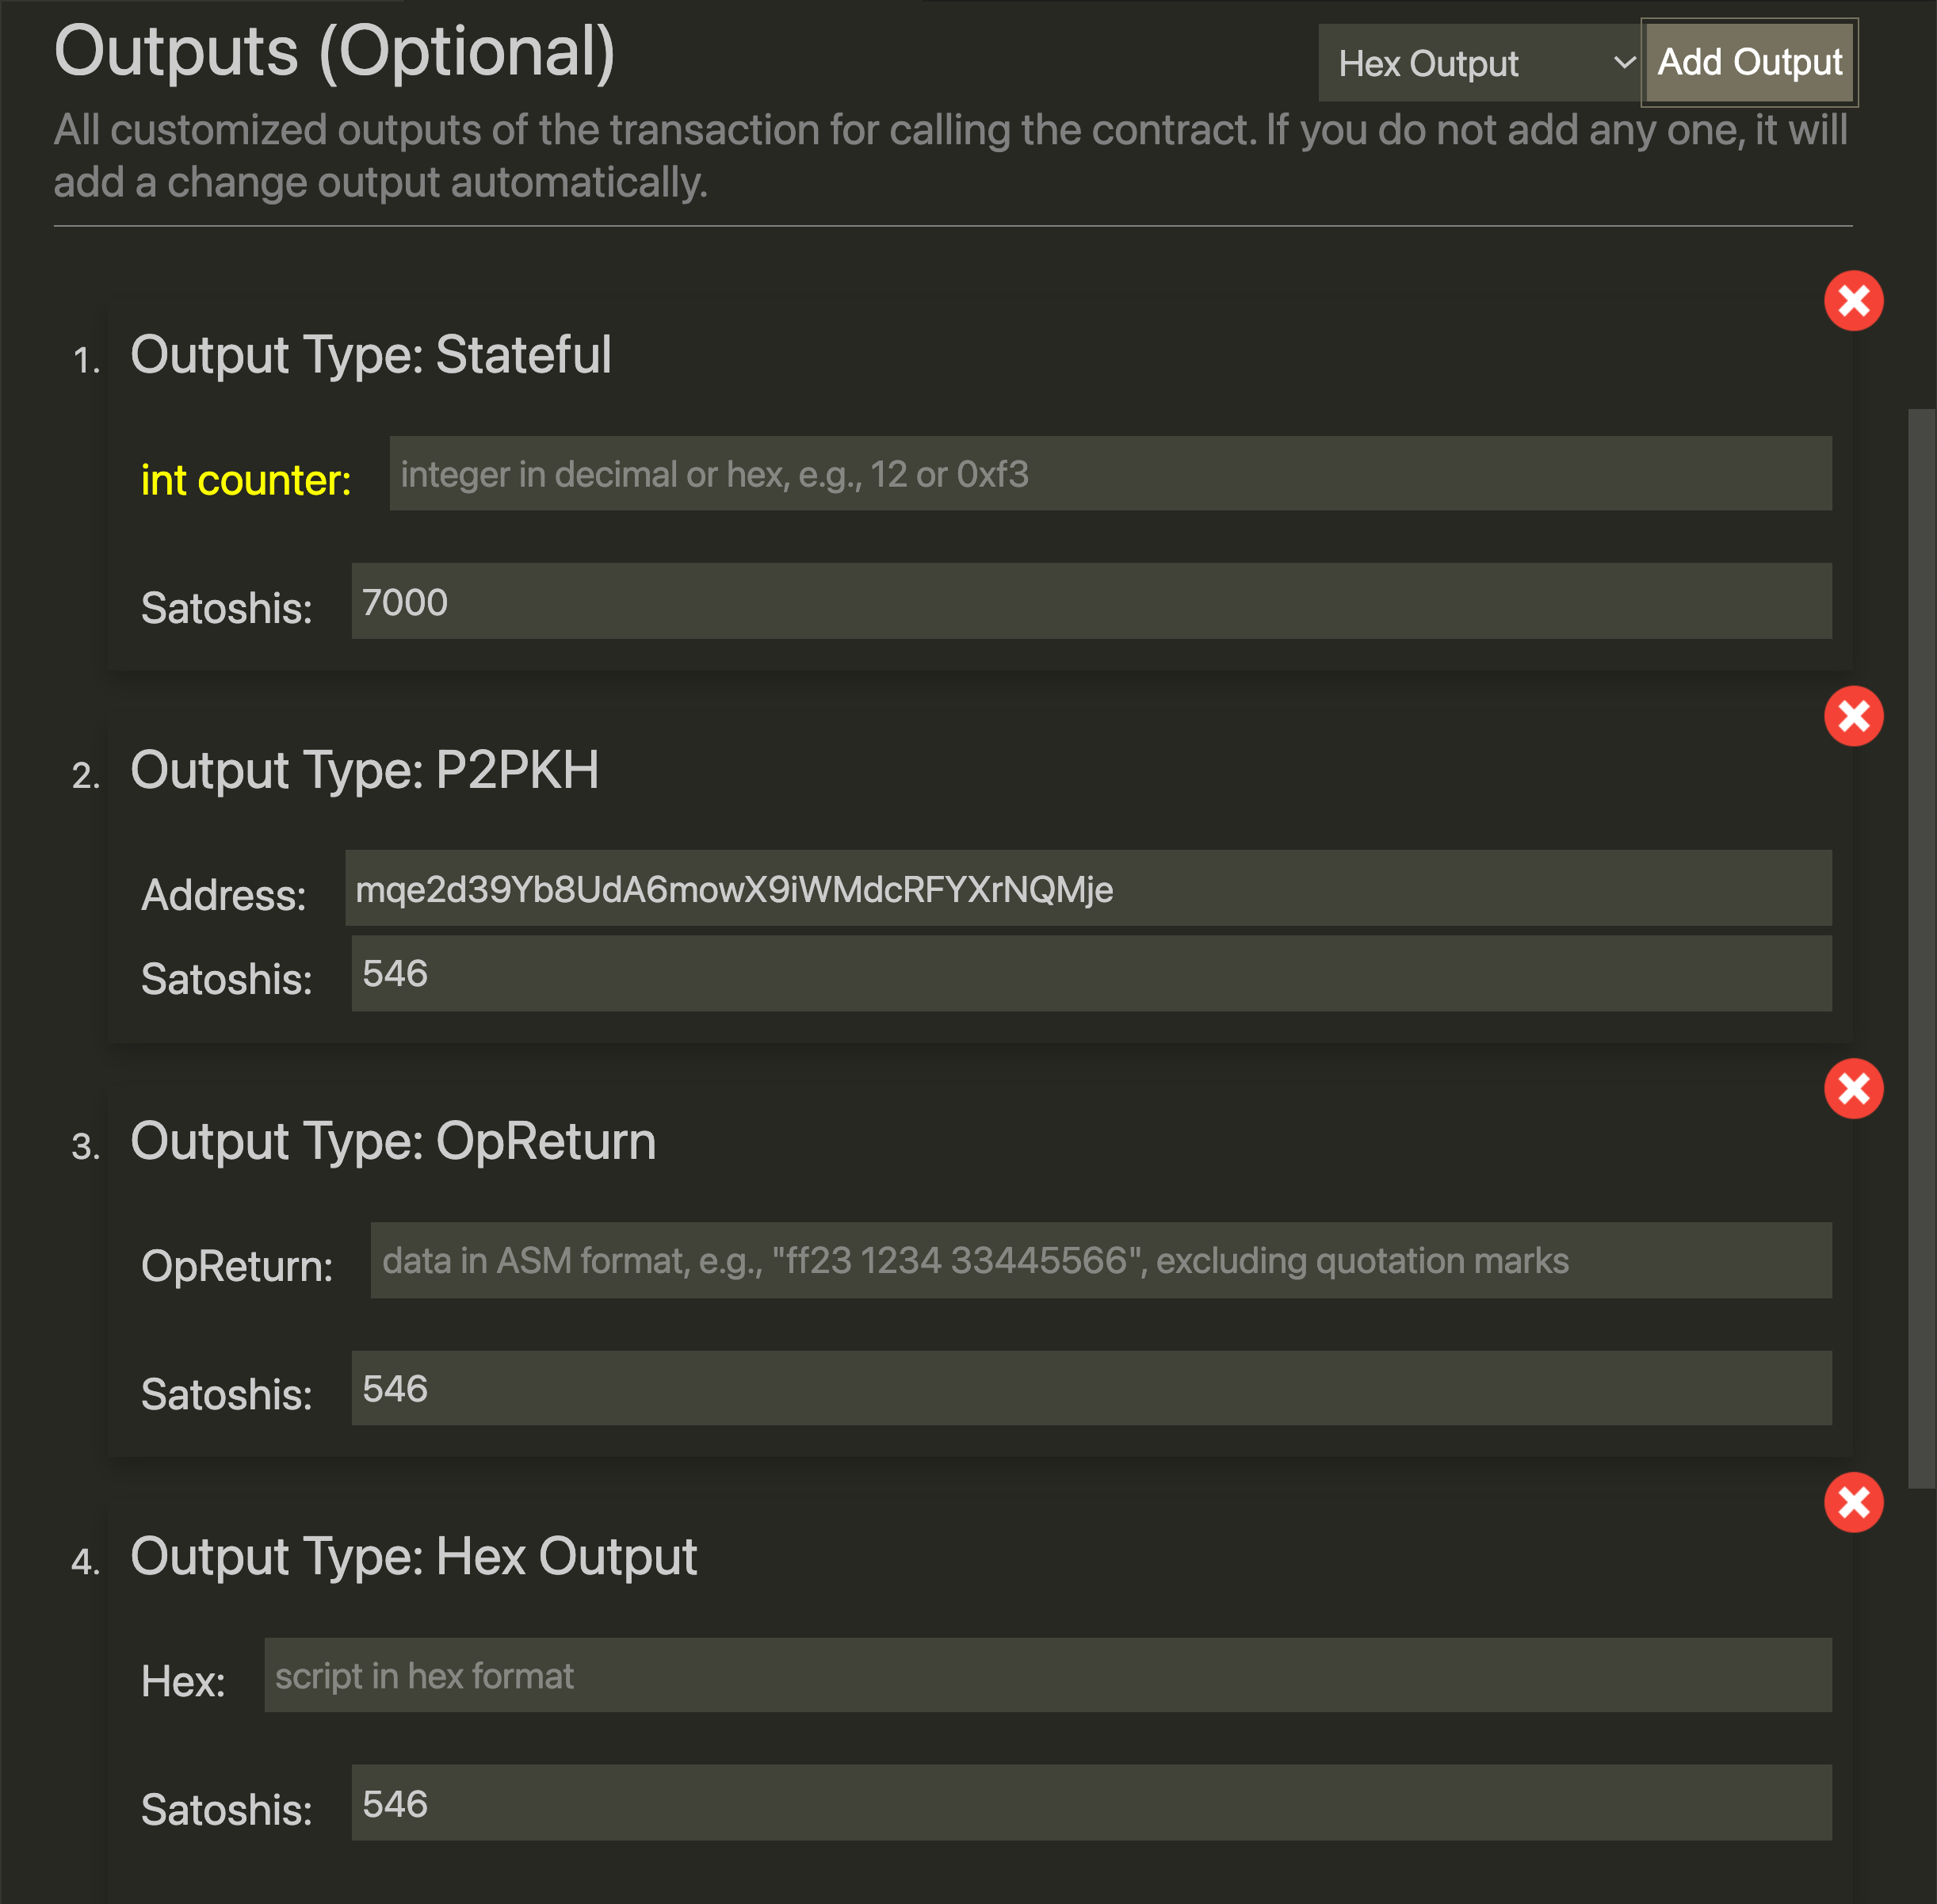 Outputs (Optional)
Hex Output
Add Output
All customized outputs of the transaction for calling the contract. If you do not add any one, it will
add a change output automatically.
1. Output Type: Stateful
int counter: integer in decimal or hex, e.g., 12 or 0xf3
Satoshis: 7000
2. Output Type: P2PKH
Address: mqe2d39Yb8UdA6mowX9iWMdcRFYXrNQMje
Satoshis: 546
3. Output Type: OpReturn
OpReturn: data in ASM format, e.g., "ff23 1234 33445566", excluding quotation marks
Satoshis: 546
4. Output Type: Hex Output
Hex: script in hex format
Satoshis: 546